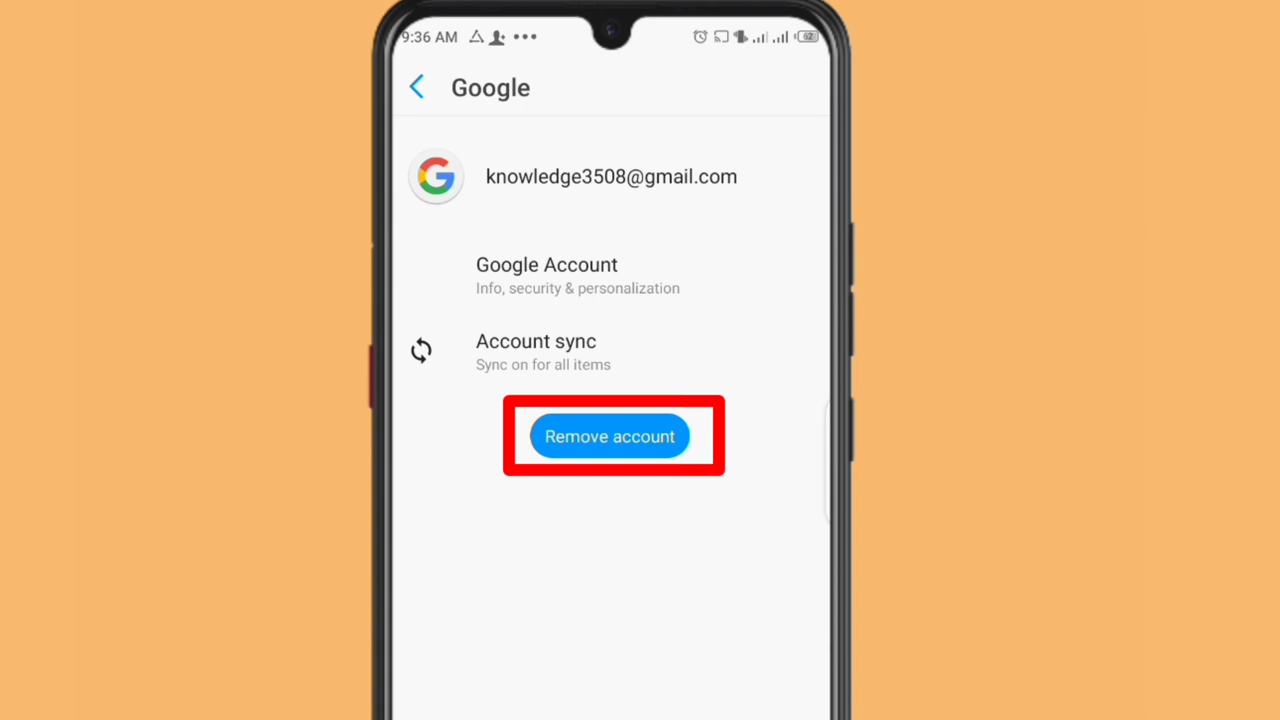 9:36 AM
62
Google
knowledge3508@gmail.com
Google Account
Info, security & personalization
Account sync
Sync on for all items
Remove account